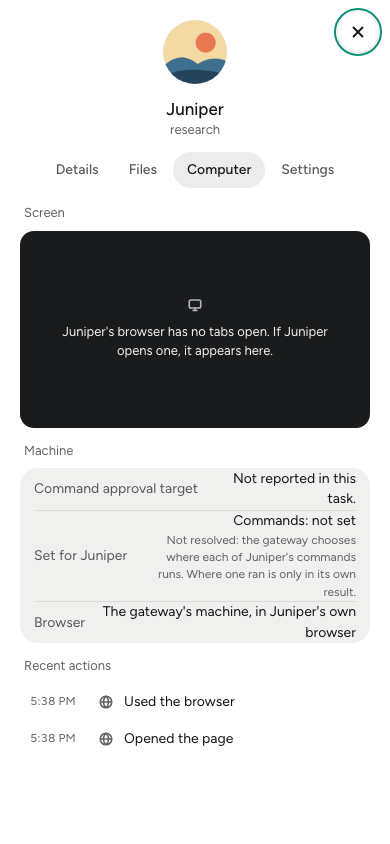 Juniper
research
Details Files Computer Settings
Screen
Juniper's browser has no tabs open. If Juniper
opens one, it appears here.
Machine
Command approval target
Not reported in this
task.
Set for Juniper
Commands: not set
Not resolved: the gateway chooses
where each of Juniper's commands
runs. Where one ran is only in its own
result.
Browser
The gateway's machine, in Juniper's own
browser
Recent actions
5:38 PM Used the browser
5:38 PM Opened the page